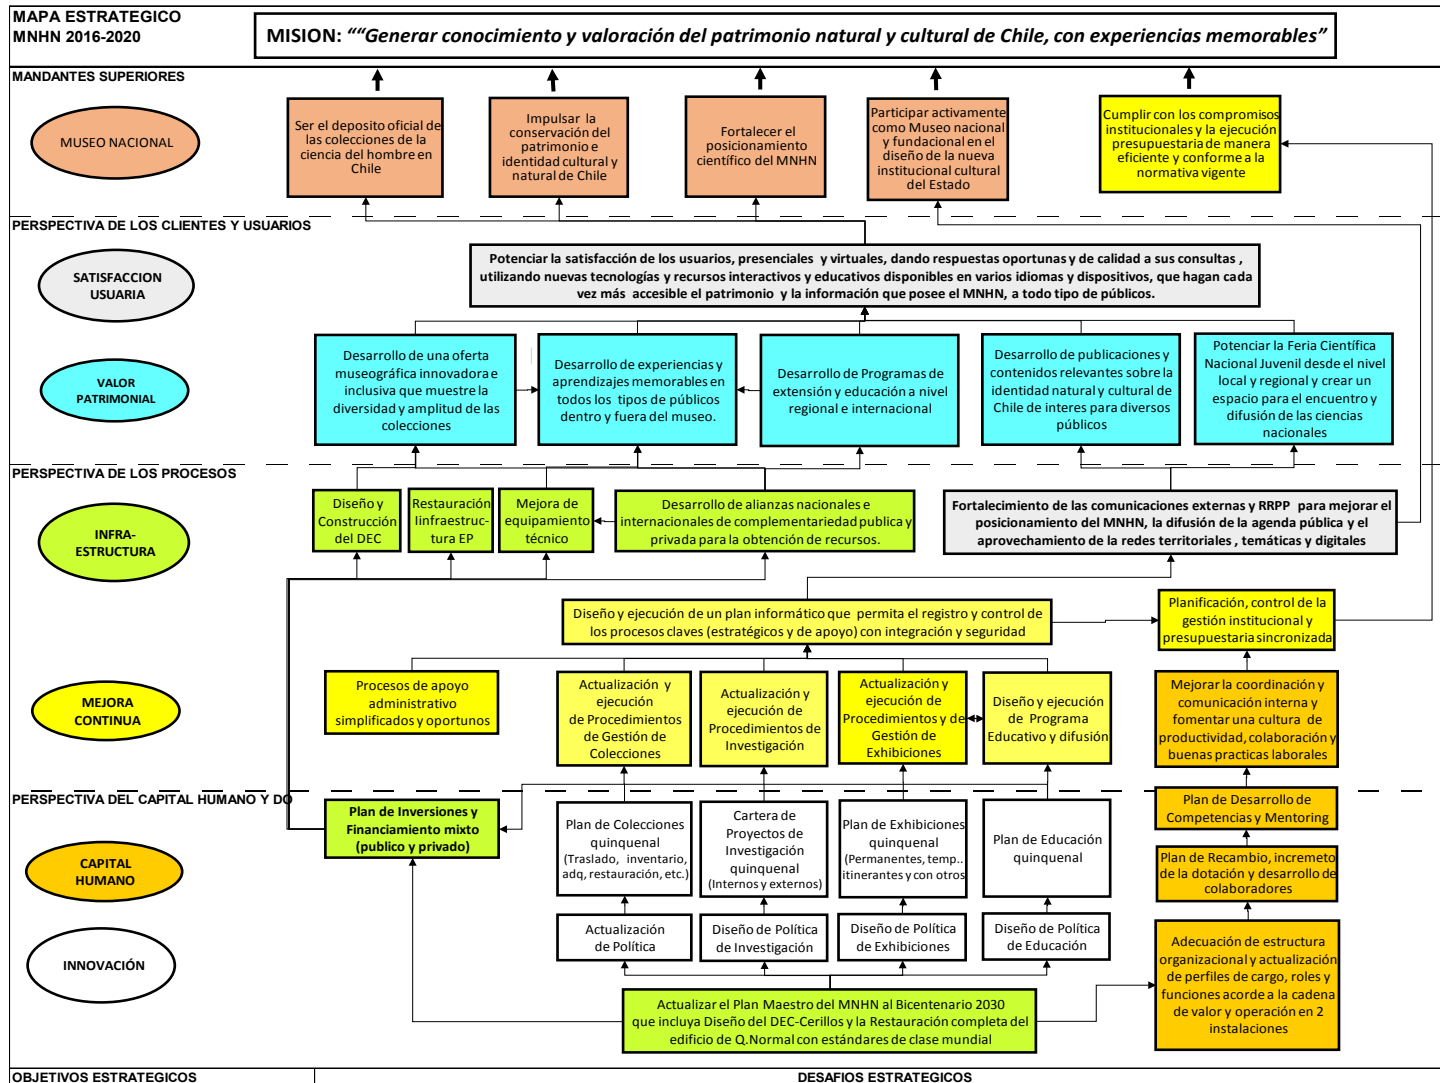 MAPA ESTRATEGICO
MNHN 2016-2020
MISION: ““Generar conocimiento y valoración del patrimonio natural y cultural de Chile, con experiencias memorables”
MANDANTES SUPERIORES
MUSEO NACIONAL
Ser el deposito oficial de
las colecciones de la
ciencia del hombre en
Chile
Impulsar la
conservación del
patrimonio e
identidad cultural y
natural de Chile
Fortalecer el
posicionamiento
científico del MNHN
Participar activamente
como Museo nacional
y fundacional en el
diseño de la nueva
institucional cultural
del Estado
Cumplir con los compromisos
institucionales y la ejecución
presupuestaria de manera
eficiente y conforme a la
normativa vigente
PERSPECTIVA DE LOS CLIENTES Y USUARIOS
SATISFACCION
USUARIA
Potenciar la satisfacción de los usuarios, presenciales y virtuales, dando respuestas oportunas y de calidad a sus consultas ,
utilizando nuevas tecnologías y recursos interactivos y educativos disponibles en varios idiomas y dispositivos, que hagan cada
vez más accesible el patrimonio y la información que posee el MNHN, a todo tipo de públicos.
VALOR
PATRIMONIAL
Desarrollo de una oferta
museográfica innovadora e
inclusiva que muestre la
diversidad y amplitud de las
colecciones
Desarrollo de experiencias y
aprendizajes memorables en
todos los tipos de públicos
dentro y fuera del museo.
Desarrollo de Programas de
extensión y educación a nivel
regional e internacional
Desarrollo de publicaciones y
contenidos relevantes sobre la
identidad natural y cultural de
Chile de interes para diversos
públicos
Potenciar la Feria Científica
Nacional Juvenil desde el nivel
local y regional y crear un
espacio para el encuentro y
difusión de las ciencias
nacionales
PERSPECTIVA DE LOS PROCESOS
INFRA-
ESTRUCTURA
Diseño y
Construcción
del DEC
Restauración
Iinfraestruc-
tura EP
Mejora de
equipamiento
técnico
Desarrollo de alianzas nacionales e
internacionales de complementariedad publica y
privada para la obtención de recursos.
Fortalecimiento de las comunicaciones externas y RRPP para mejorar el
posicionamiento del MNHN, la difusión de la agenda pública y el
aprovechamiento de la redes territoriales , temáticas y digitales
Diseño y ejecución de un plan informático que permita el registro y control de
los procesos claves (estratégicos y de apoyo) con integración y seguridad
Planificación, control de la
gestión institucional y
presupuestaria sincronizada
MEJORA
CONTINUA
Procesos de apoyo
administrativo
simplificados y oportunos
Actualización y
ejecución
de Procedimientos
de Gestión de
Colecciones
Actualización y
ejecución de
Procedimientos de
Investigación
Actualización y
ejecución de
Procedimientos y de
Gestión de
Exhibiciones
Diseño y ejecución
de Programa
Educativo y difusión
Mejorar la coordinación y
comunicación interna y
fomentar una cultura de
productividad, colaboración y
buenas practicas laborales
PERSPECTIVA DEL CAPITAL HUMANO Y DO
Plan de Inversiones y
Financiamiento mixto
(publico y privado)
Plan de Colecciones
quinquenal
(Traslado, inventario,
adq, restauración, etc.)
Cartera de
Proyectos de
Investigación
quinquenal
(Internos y externos)
Plan de Exhibiciones
quinquenal
(Permanentes, temp..
itinerantes y con otros
Plan de Educación
quinquenal
Plan de Desarrollo de
Competencias y Mentoring
CAPITAL
HUMANO
Plan de Recambio, incremeto
de la dotación y desarrollo de
colaboradores
INNOVACIÓN
Actualización
de Política
Diseño de Política
de Investigación
Diseño de Política
de Exhibiciones
Diseño de Política
de Educación
Adecuación de estructura
organizacional y actualización
de perfiles de cargo, roles y
funciones acorde a la cadena
de valor y operación en 2
instalaciones
Actualizar el Plan Maestro del MNHN al Bicentenario 2030
que incluya Diseño del DEC-Cerillos y la Restauración completa del
edificio de Q.Normal con estándares de clase mundial
OBJETIVOS ESTRATEGICOS
DESAFIOS ESTRATEGICOS